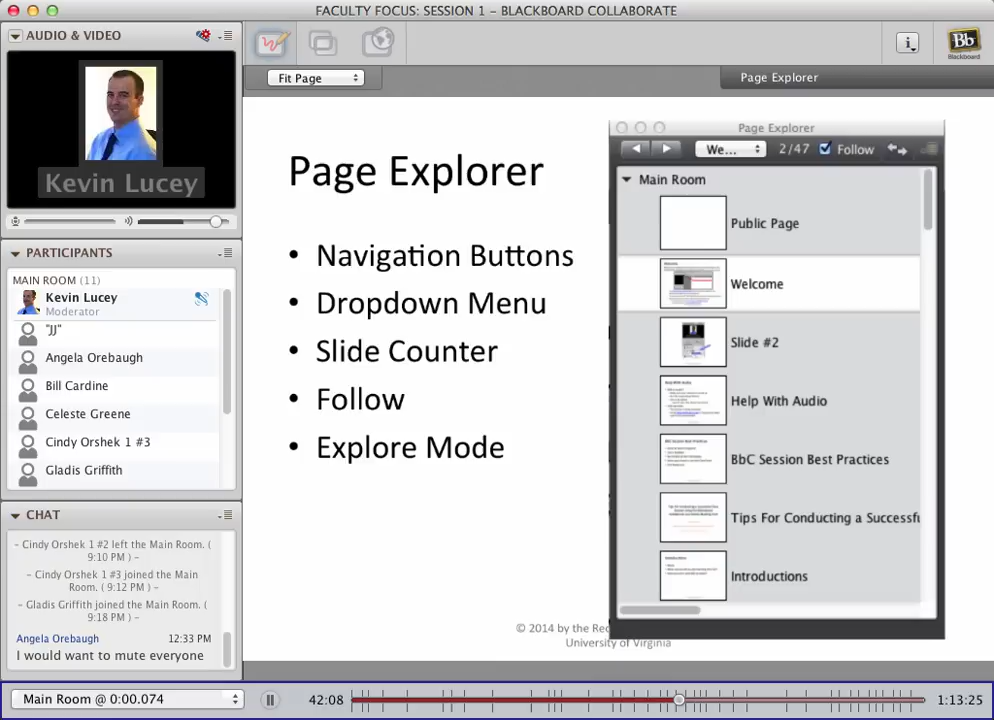 FACULTY FOCUS: SESSION 1 – BLACKBOARD COLLABORATE
AUDIO & VIDEO
Kevin Lucey
PARTICIPANTS
MAIN ROOM (11)
Kevin Lucey
Moderator
"JJ"
Angela Orebaugh
Bill Cardine
Celeste Greene
Cindy Orshek 1 #3
Gladis Griffith
CHAT
– Cindy Orshek 1 #2 left the Main Room. (
9:10 PM ) –
– Cindy Orshek 1 #3 joined the Main
Room. ( 9:12 PM ) –
– Gladis Griffith joined the Main Room. (
9:18 PM ) –
Angela Orebaugh 12:33 PM
I would want to mute everyone
Fit Page
Page Explorer
i
Bb
Blackboard
Page Explorer
• Navigation Buttons
• Dropdown Menu
• Slide Counter
• Follow
• Explore Mode
© 2014 by the Rec
University of Virginia
Page Explorer
We... 2/47 Follow
Main Room
Public Page
Welcome
Slide #2
Help With Audio
BbC Session Best Practices
Tips For Conducting a Successfu
Introductions
Main Room @ 0:00.074
42:08
1:13:25